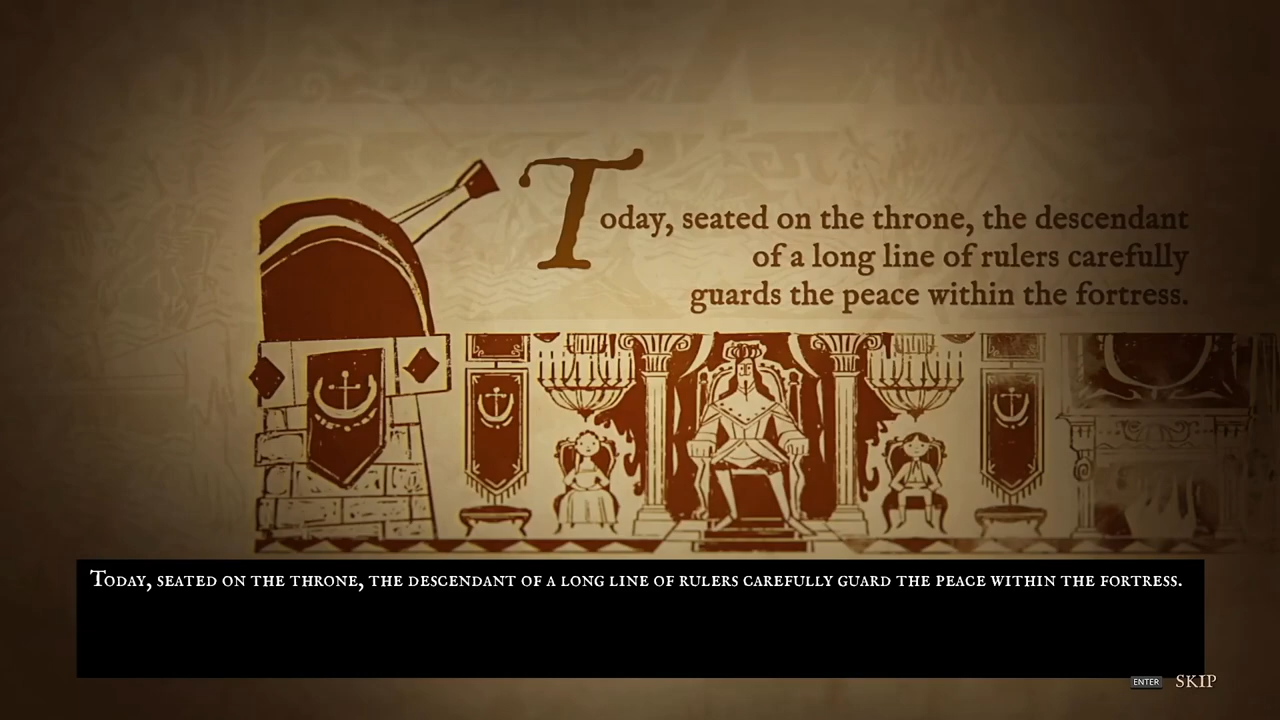 Today, seated on the throne, the descendant
of a long line of rulers carefully
guards the peace within the fortress.
Today, seated on the throne, the descendant of a long line of rulers carefully guard the peace within the fortress.
ENTER SKIP